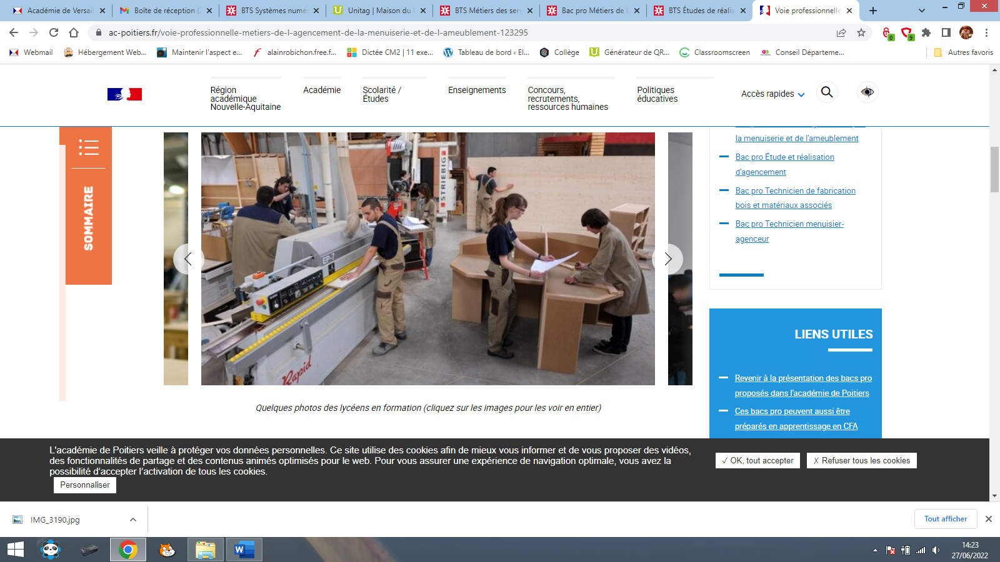 Académie de Versail
Boîte de réception (2
BTS Systèmes numé
Unitag | Maison du
BTS Métiers des ser
Bac pro Métiers de
BTS Études de réalis
Voie professionnelle
ac-poitiers.fr/voie-professionnelle-metiers-de-l-agencement-de-la-menuiserie-et-de-l-ameublement-123295
0
9
Webmail
Hébergement Web...
Maintenir l'aspect e...
alainrobichon.free.f...
Dictée CM2 | 11 exe...
Tableau de bord ‹ El...
Collège
Générateur de QR...
Classroomscreen
Conseil Départeme...
Autres favoris
Région
académique
Nouvelle-Aquitaine
Académie
Scolarité /
Études
Enseignements
Concours,
recrutements,
ressources humaines
Politiques
éducatives
Accès rapides
SOMMAIRE
STRIEBIG
EP-7
Rapid
la menuiserie et de l'ameublement
Bac pro Étude et réalisation
d'agencement
Bac pro Technicien de fabrication
bois et matériaux associés
Bac pro Technicien menuisier-
agenceur
LIENS UTILES
Revenir à la présentation des bacs pro
proposés dans l'académie de Poitiers
Ces bacs pro peuvent aussi être
préparés en apprentissage en CFA
Quelques photos des lycéens en formation (cliquez sur les images pour les voir en entier)
L'académie de Poitiers veille à protéger vos données personnelles. Ce site utilise des cookies afin de mieux vous informer et de vous proposer des vidéos,
des fonctionnalités de partage et des contenus animés optimisés pour le web. Pour vous assurer une expérience de navigation optimale, vous avez la
possibilité d'accepter l'activation de tous les cookies.
Personnaliser
✓ OK, tout accepter
✗ Refuser tous les cookies
IMG_3190.jpg
Tout afficher
14:23
27/06/2022